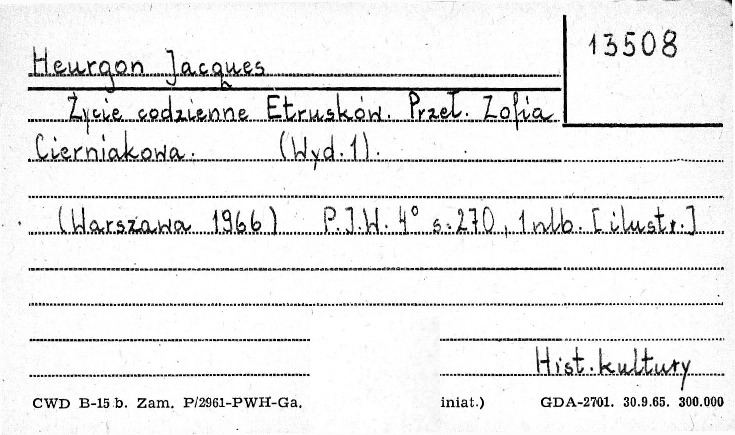 13508
Heurgon Jacques
Życie codzienne Etrusków. Przeł. Zofia
Cierniakowa. (Wyd. 1).
(Warszawa 1966) P.I.W. 4° s. 270, 1 nlb. [ilustr.]
Hist. kultury
CWD B-15 b. Zam. P/2961-PWH-Ga. iniat.) GDA-2701. 30.9.65. 300.000